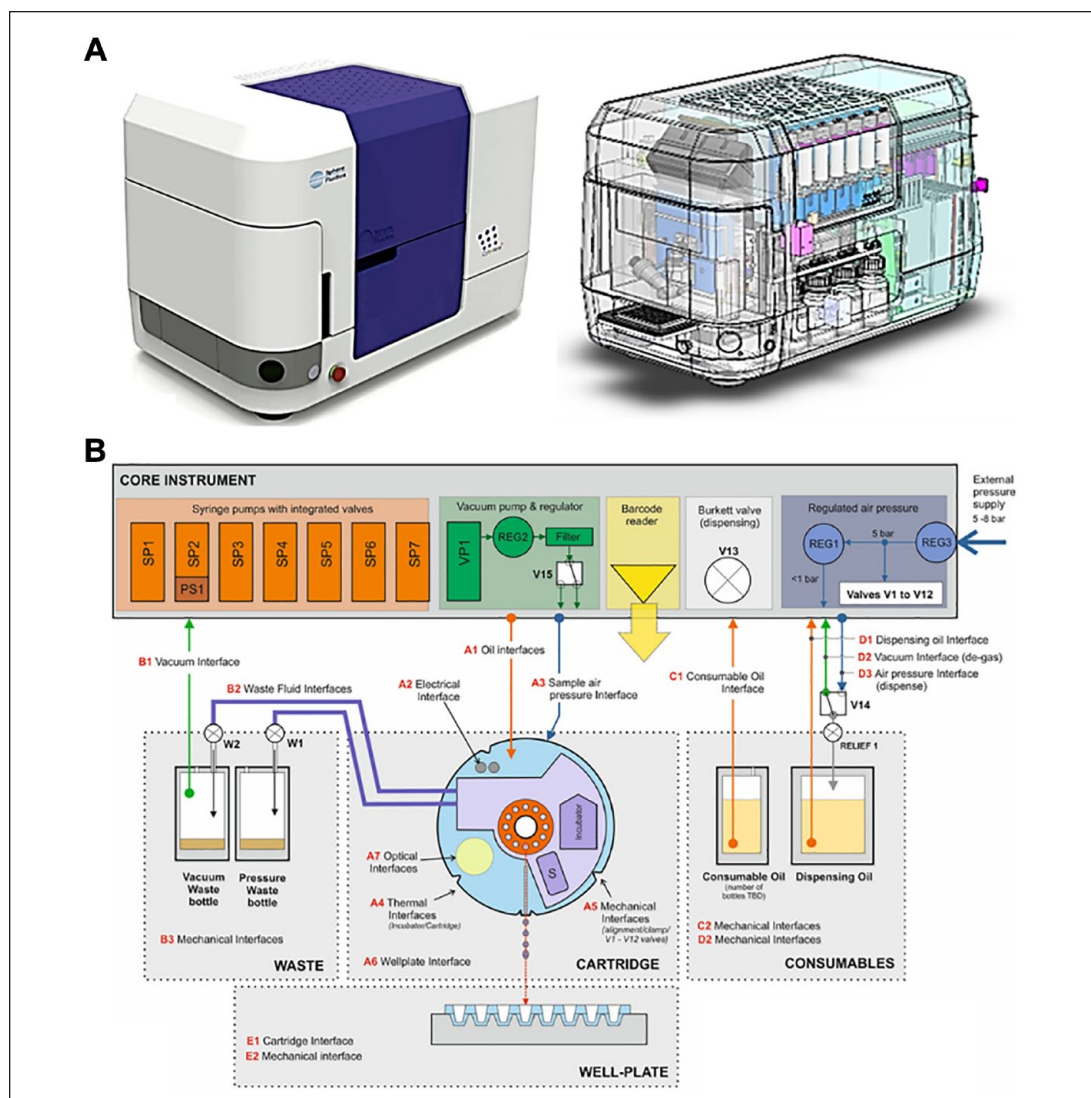 A
Sphere
Fluidics
B
CORE INSTRUMENT
Syringe pumps with integrated valves
SP1
SP2
PS1
SP3
SP4
SP5
SP6
SP7
Vacuum pump & regulator
VP1
REG2
Filter
V15
Barcode
reader
Burkett valve
(dispensing)
V13
Regulated air pressure
REG1
5 bar
REG3
<1 bar
Valves V1 to V12
External
pressure
supply
5 -8 bar
B1 Vacuum Interface
B2 Waste Fluid Interfaces
A1 Oil interfaces
A2 Electrical
Interface
A3 Sample air
pressure Interface
C1 Consumable Oil
Interface
D1 Dispensing oil Interface
D2 Vacuum Interface (de-gas)
D3 Air pressure Interface
(dispense)
V14
RELIEF 1
W2
W1
Vacuum
Waste
bottle
Pressure
Waste
bottle
B3 Mechanical Interfaces
WASTE
Incubator
S
A7 Optical
Interfaces
A4 Thermal
Interfaces
(Incubator/Cartridge)
A5 Mechanical
Interfaces
(alignment/clamp/
V1 - V12 valves)
A6 Wellplate Interface
CARTRIDGE
Consumable Oil
(number of
bottles TBD)
Dispensing Oil
C2 Mechanical Interfaces
D2 Mechanical Interfaces
CONSUMABLES
E1 Cartridge Interface
E2 Mechanical interface
WELL-PLATE